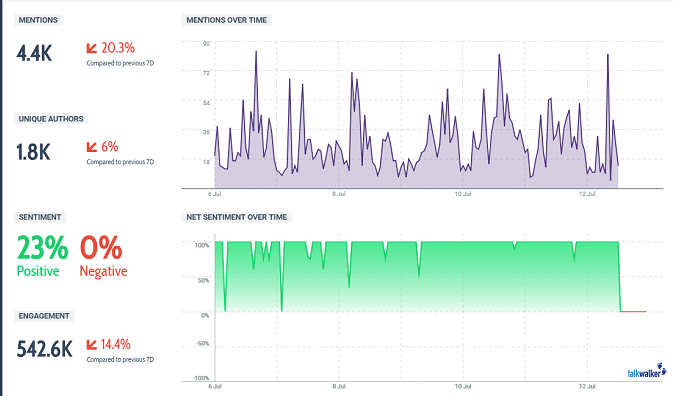 MENTIONS
4.4K
20.3%
Compared to previous 7D
UNIQUE AUTHORS
1.8K
6%
Compared to previous 7D
SENTIMENT
23% 0%
Positive Negative
ENGAGEMENT
542.6K
14.4%
Compared to previous 7D
MENTIONS OVER TIME
90
72
54
36
18
6 Jul 8 Jul 10 Jul 12 Jul
NET SENTIMENT OVER TIME
100%
50%
0%
-50%
-100%
6 Jul 8 Jul 10 Jul 12 Jul
talkwalker